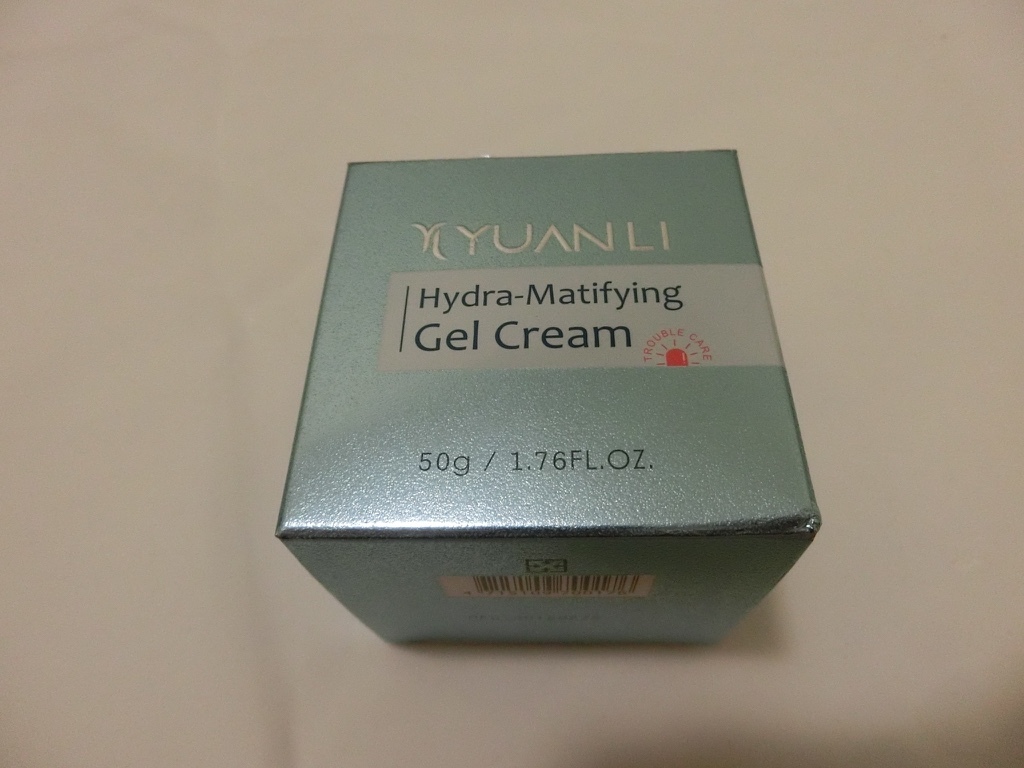 YUANLI
Hydra-Matifying
Gel Cream
TROUBLE CARE
50g / 1.76FL.OZ.